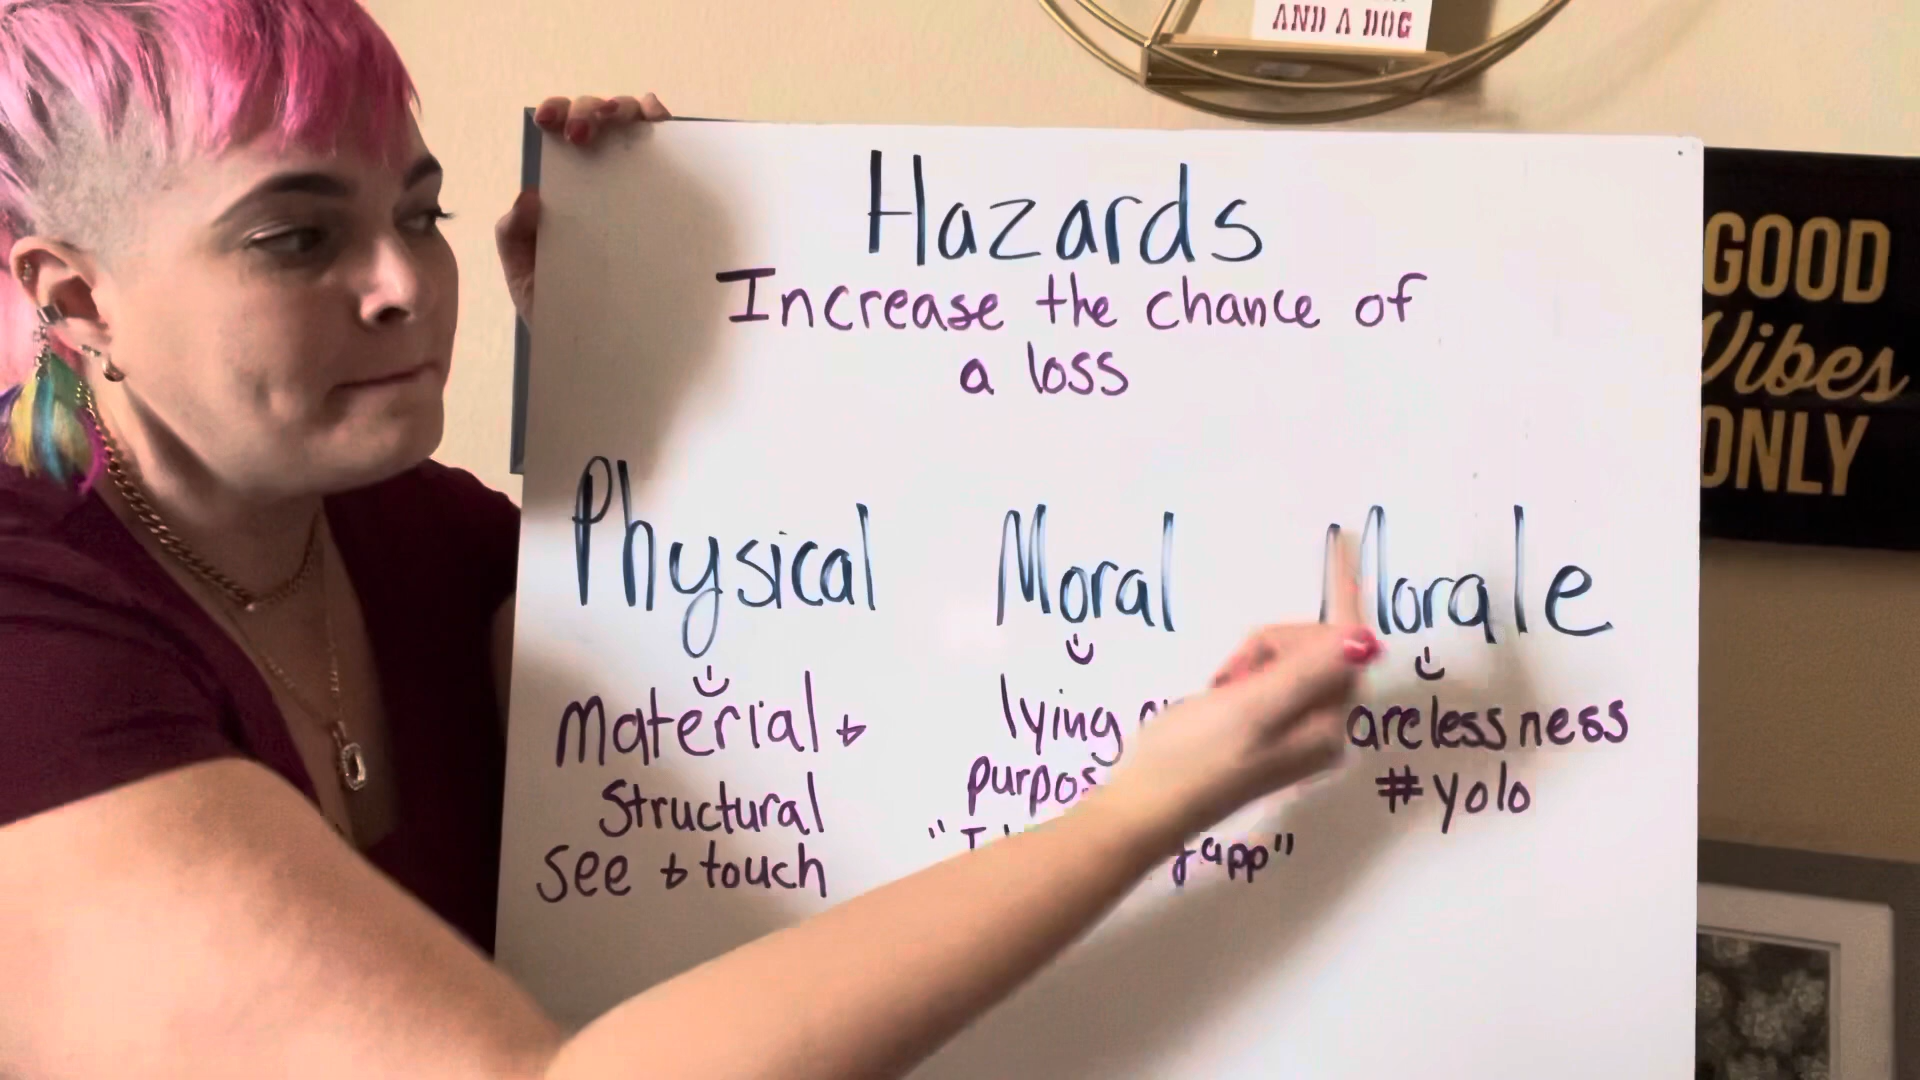 AND A DOG
Hazards
Increase the chance of
a loss
Physical
Material &
Structural
See & touch
Moral
lying
"
app"
Morale
arelessness
#yolo
GOOD
Vibes
ONLY